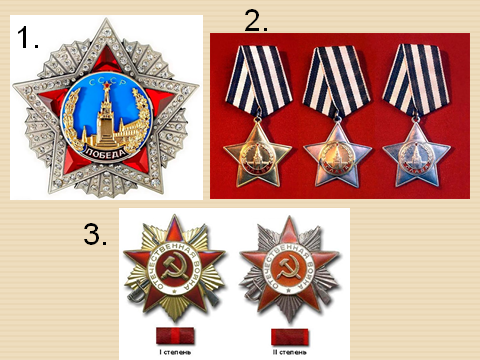 1.
2.
СССР
ПОБЕДА
3.
ОТЕЧЕСТВЕННАЯ ВОЙНА
ОТЕЧЕСТВЕННАЯ ВОЙНА
I степень
II степень